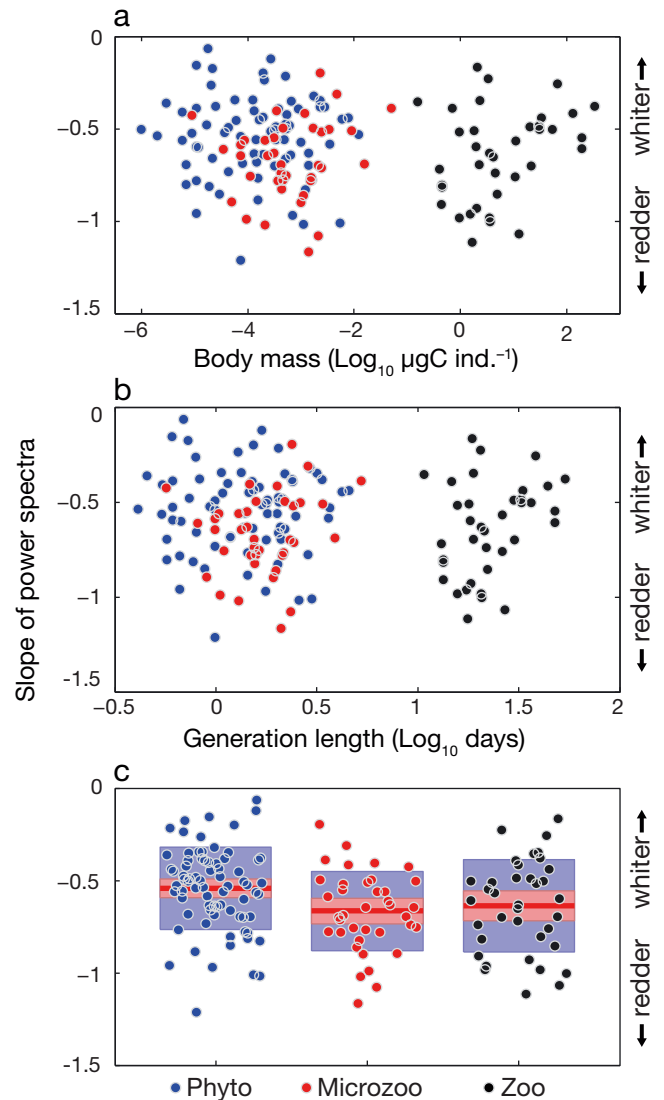 a
0
−0.5
−1
−1.5
−6
−4
−2
0
2
Body mass (Log10 µgC ind.−1)
whiter
redder
b
0
-0.5
-1
-1.5
−0.5
0
0.5
1
1.5
2
Generation length (Log10 days)
Slope of power spectra
whiter
redder
c
0
−0.5
−1
-1.5
whiter
redder
Phyto
Microzoo
Zoo